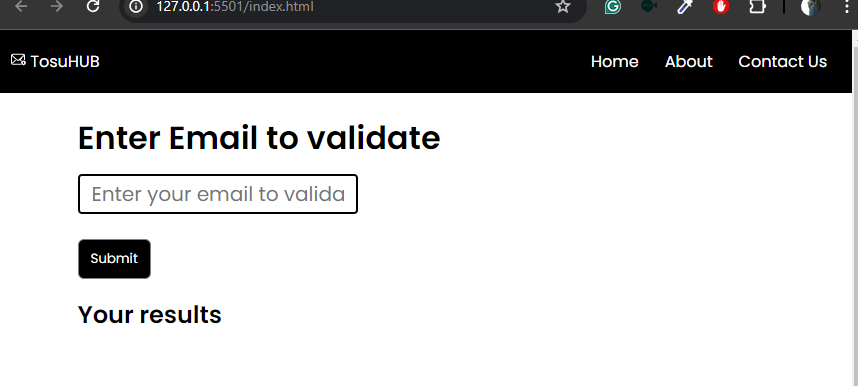 127.0.0.1:5501/index.html
TosuHUB Home About Contact Us
Enter Email to validate
Enter your email to valida
Submit
Your results